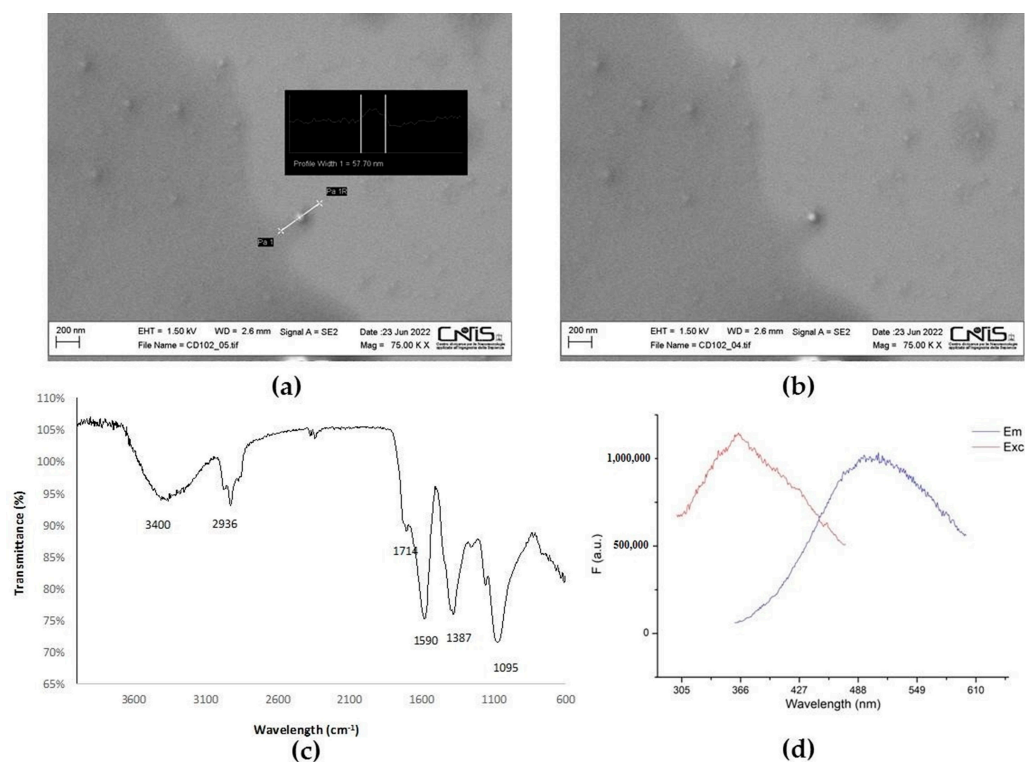 Profile Width 1 = 57.70 nm
Pa 1R
Pa 1
200 nm
EHT = 1.50 kV WD = 2.6 mm Signal A = SE2 Date :23 Jun 2022
File Name = CD102_05.tif Mag = 75.00 K X
CNIS
200 nm
EHT = 1.50 kV WD = 2.6 mm Signal A = SE2 Date :23 Jun 2022
File Name = CD102_04.tif Mag = 75.00 K X
CNIS
(a)
(b)
110%
105%
100%
95%
90%
85%
80%
75%
70%
65%
Transmittance (%)
3400
2936
1714
1590
1387
1095
3600 3100 2600 2100 1600 1100 600
Wavelength (cm-1)
(c)
Em
Exc
1,000,000
500,000
0
F (a.u.)
305 366 427 488 549 610
Wavelength (nm)
(d)